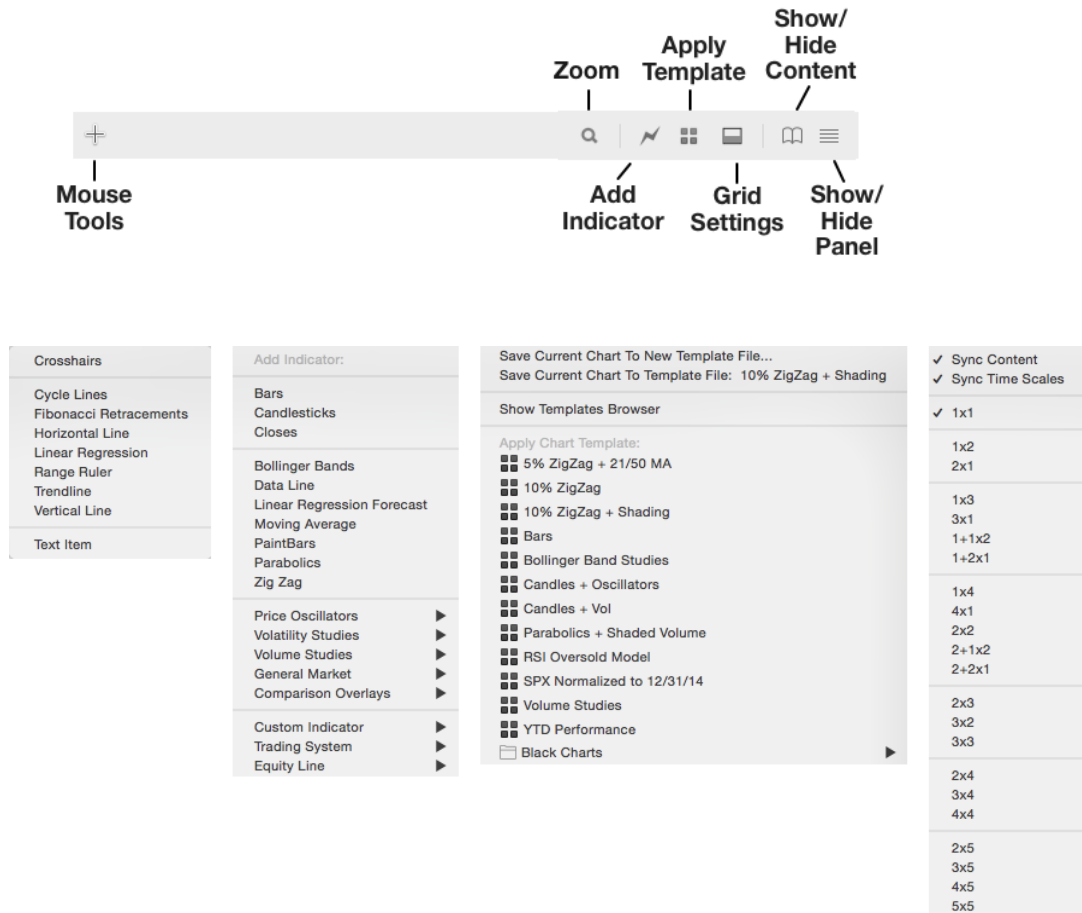 Show/
Hide
Content
Apply
Template
Zoom
Mouse
Tools
Add
Indicator
Grid
Settings
Show/
Hide
Panel
Crosshairs
Cycle Lines
Fibonacci Retracements
Horizontal Line
Linear Regression
Range Ruler
Trendline
Vertical Line
Text Item
Add Indicator:
Bars
Candlesticks
Closes
Bollinger Bands
Data Line
Linear Regression Forecast
Moving Average
PaintBars
Parabolics
Zig Zag
Price Oscillators
Volatility Studies
Volume Studies
General Market
Comparison Overlays
Custom Indicator
Trading System
Equity Line
Save Current Chart To New Template File...
Save Current Chart To Template File: 10% ZigZag + Shading
Show Templates Browser
Apply Chart Template:
5% ZigZag + 21/50 MA
10% ZigZag
10% ZigZag + Shading
Bars
Bollinger Band Studies
Candles + Oscillators
Candles + Vol
Parabolics + Shaded Volume
RSI Oversold Model
SPX Normalized to 12/31/14
Volume Studies
YTD Performance
Black Charts
✓ Sync Content
✓ Sync Time Scales
✓ 1x1
1x2
2x1
1x3
3x1
1+1x2
1+2x1
1x4
4x1
2x2
2+1x2
2+2x1
2x3
3x2
3x3
2x4
3x4
4x4
2x5
3x5
4x5
5x5